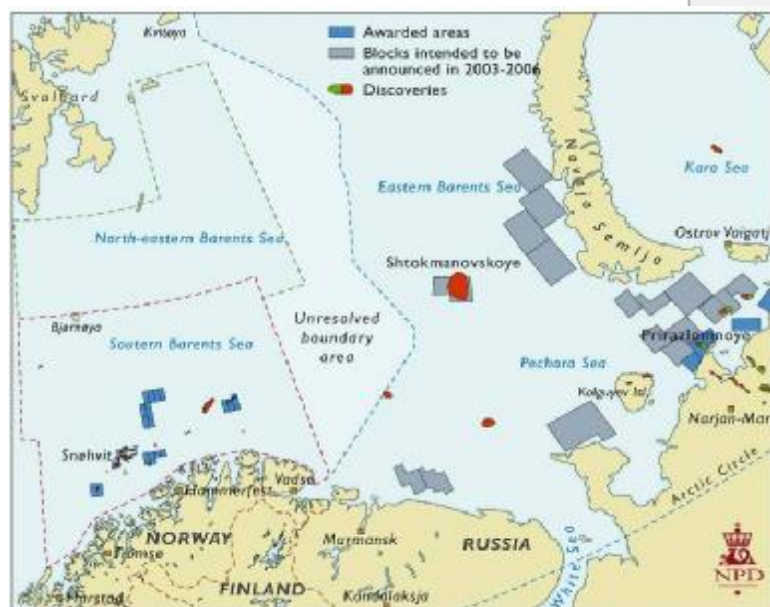 Kvitøya
Awarded areas
Blocks intended to be
announced in 2003-2006
Discoveries
Svalbard
Novaja Semlja
Kara Sea
Eastern Barents Sea
Ostrov Vaigatj
North-eastern Barents Sea
Shtokmanovskoye
Bjørnøya
Unresolved
boundary
area
Soutern Barents Sea
Prirazlomnoye
Pechora Sea
Kolguyev Isl.
Narjan-Mar
Snøhvit
Vadsø
Hammerfest
Arctic Circle
NORWAY
Murmansk
RUSSIA
Tromsø
White Sea
FINLAND
Kandalaksja
Harstad
NPD